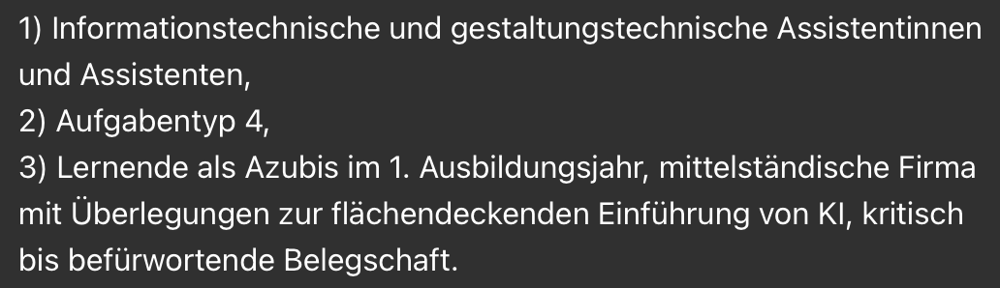 1) Informationstechnische und gestaltungstechnische Assistentinnen
und Assistenten,
2) Aufgabentyp 4,
3) Lernende als Azubis im 1. Ausbildungsjahr, mittelständische Firma
mit Überlegungen zur flächendeckenden Einführung von KI, kritisch
bis befürwortende Belegschaft.